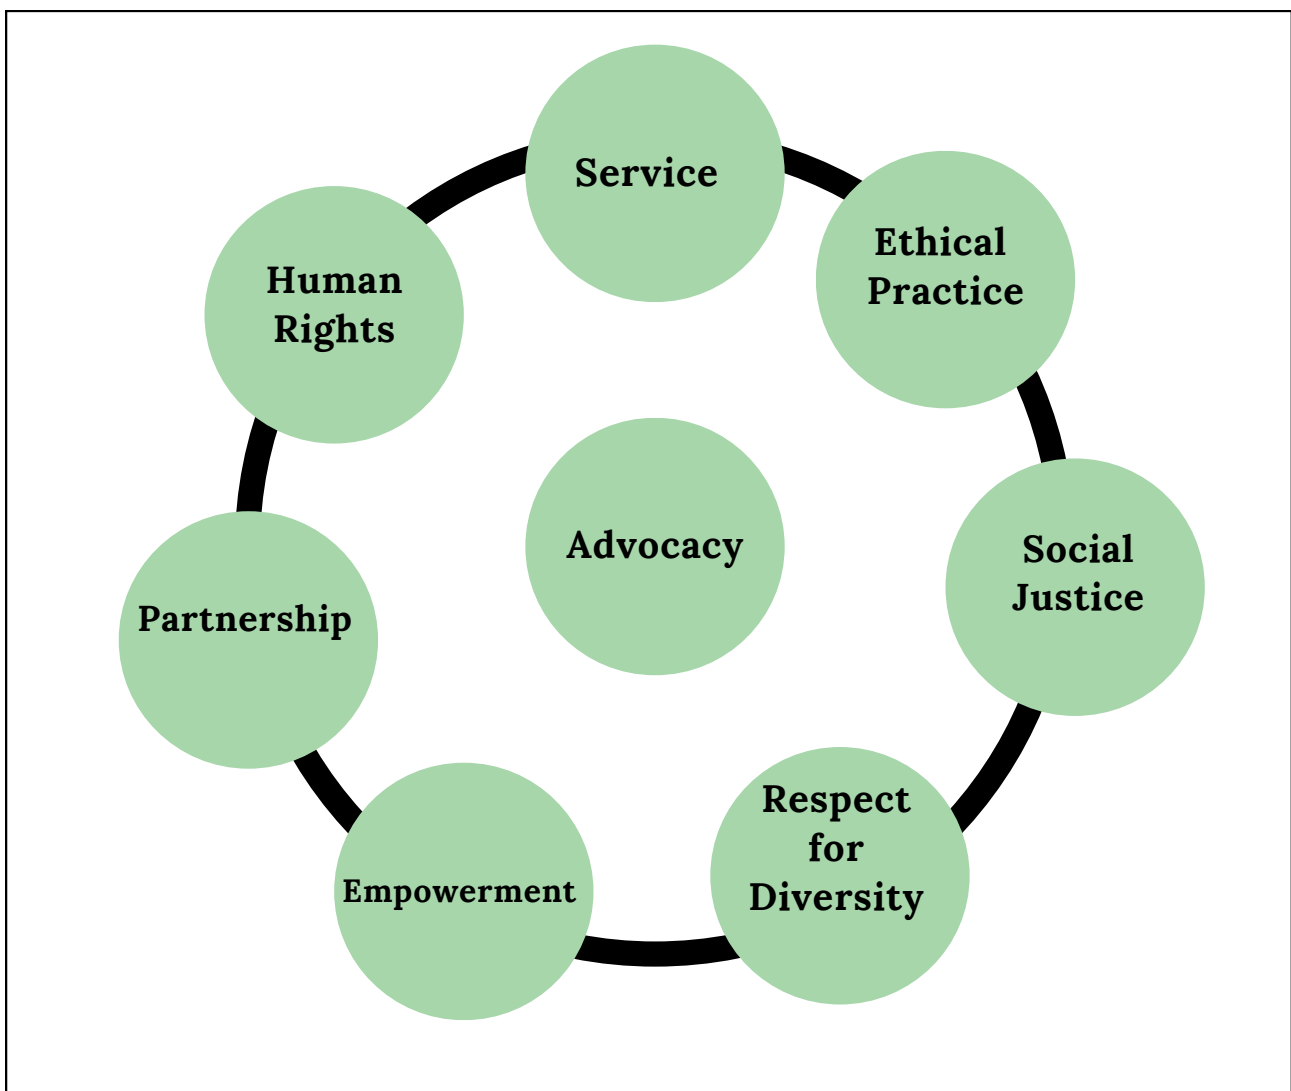 Service
Ethical
Practice
Human
Rights
Advocacy
Social
Justice
Partnership
Respect
for
Diversity
Empowerment